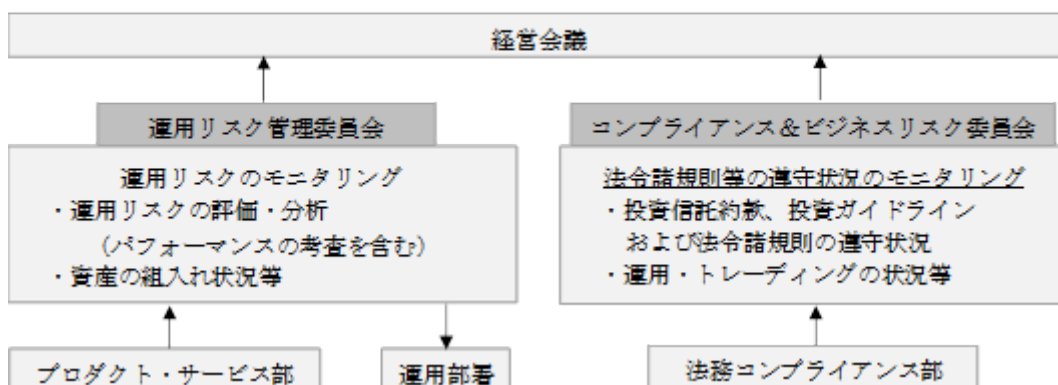 経営会議
運用リスク管理委員会
運用リスクのモニタリング
・運用リスクの評価・分析
（パフォーマンスの考査を含む）
・資産の組入れ状況等
コンプライアンス＆ビジネスリスク委員会
法令諸規則等の遵守状況のモニタリング
・投資信託約款、投資ガイドライン
および法令諸規則の遵守状況
・運用・トレーディングの状況等
プロダクト・サービス部
運用部署
法務コンプライアンス部